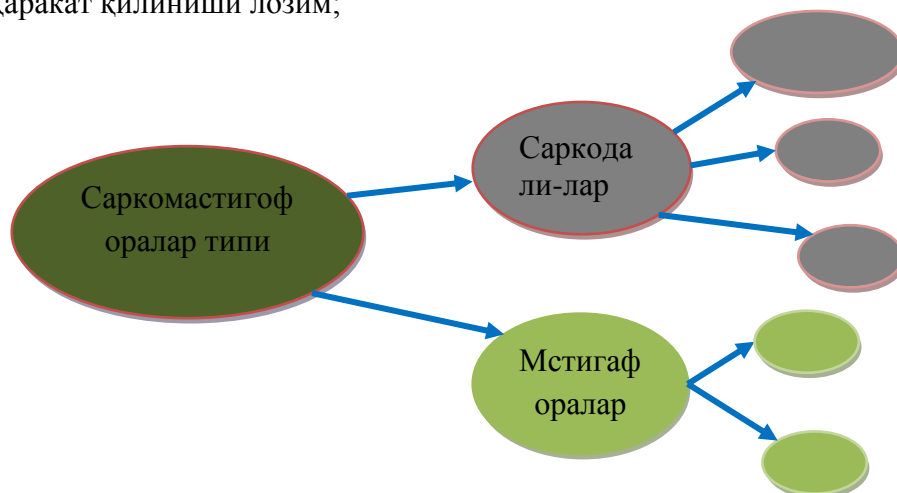 ҳаракат қилиниши лозим;
Саркомастигоф
оралар типи
Саркода
ли-лар
Мстигаф
оралар